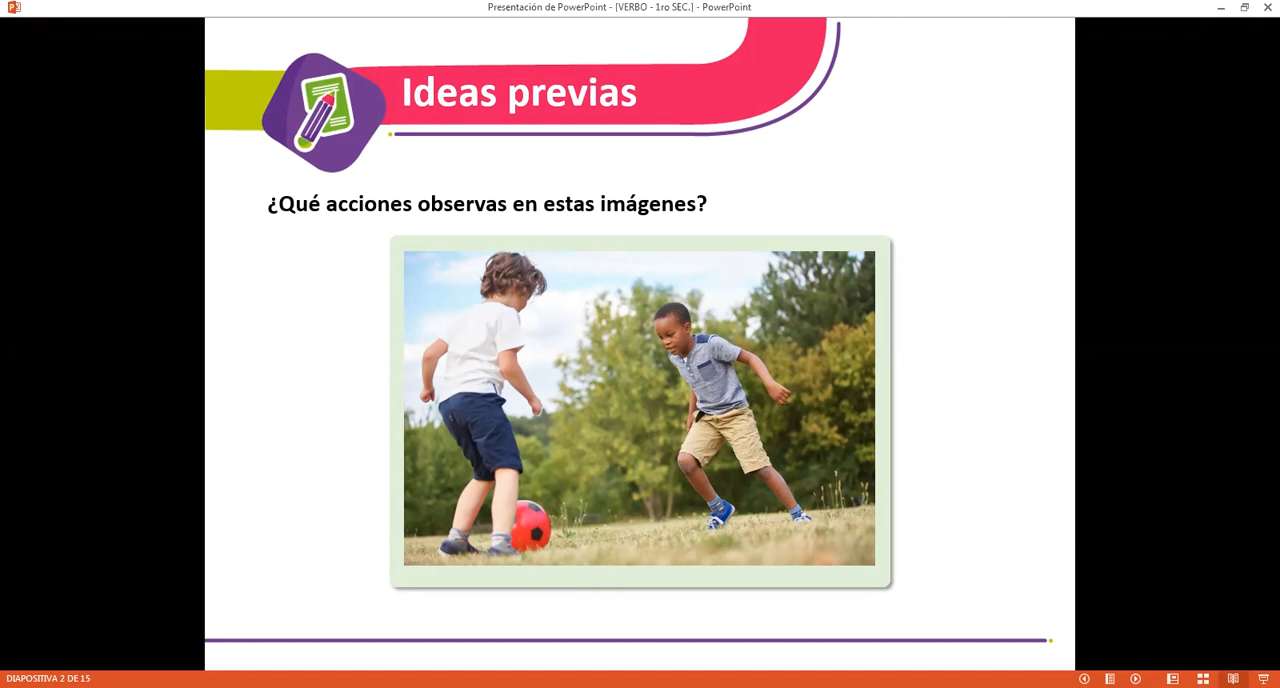 Presentación de PowerPoint - [VERBO - 1ro SEC.] - PowerPoint
Ideas previas
¿Qué acciones observas en estas imágenes?
DIAPOSITIVA 2 DE 15